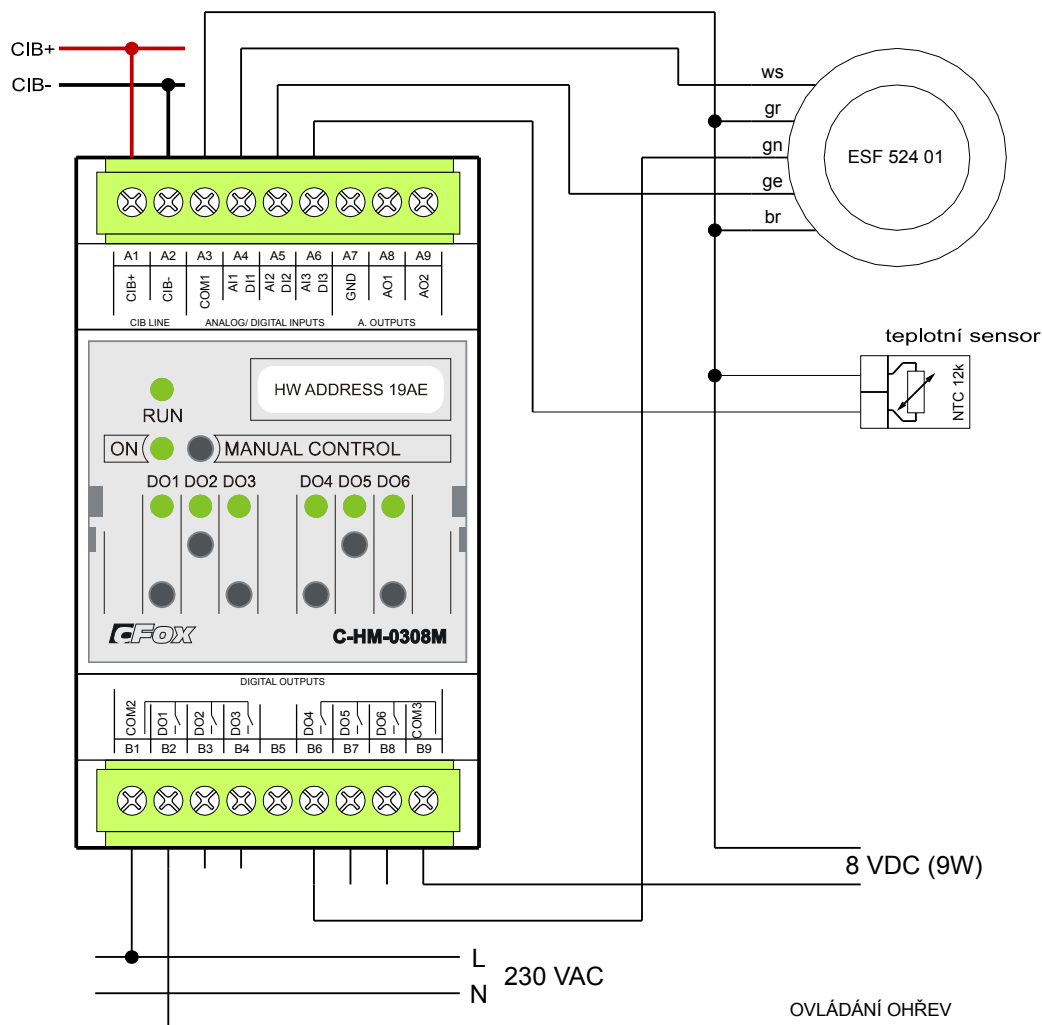 CIB+
CIB-
ws
gr
gn
ge
br
ESF 524 01
A1 A2 A3 A4 A5 A6 A7 A8 A9
CIB+ CIB- COM1 AI1 DI1 AI2 DI2 AI3 DI3 GND AO1 AO2
CIB LINE ANALOG/ DIGITAL INPUTS A. OUTPUTS
teplotní sensor
NTC 12k
HW ADDRESS 19AE
RUN
ON MANUAL CONTROL
DO1 DO2 DO3 DO4 DO5 DO6
CFOX C-HM-0308M
DIGITAL OUTPUTS
COM2 DO1 DO2 DO3 DO4 DO5 DO6 COM3
B1 B2 B3 B4 B5 B6 B7 B8 B9
8 VDC (9W)
L
230 VAC
N
OVLÁDÁNÍ OHŘEV